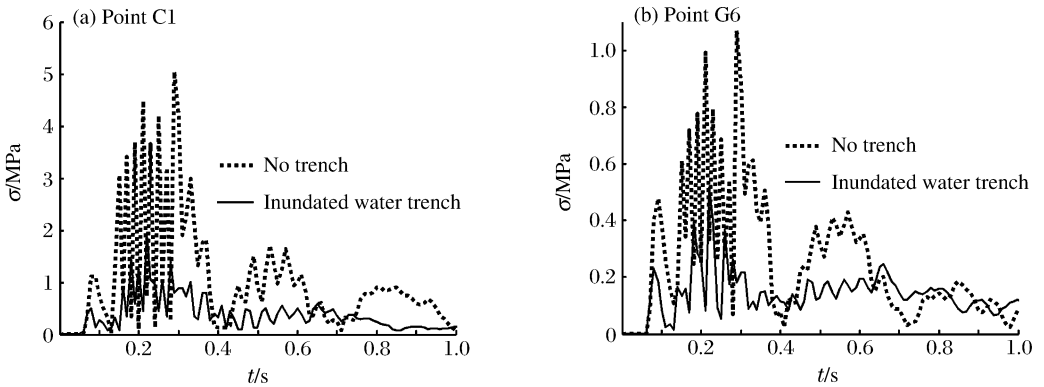 (a) Point C1
6
5
4
3
2
1
0
σ/MPa
No trench
Inundated water trench
0.2 0.4 0.6 0.8 1.0
t/s
(b) Point G6
1.0
0.8
0.6
0.4
0.2
0
σ/MPa
No trench
Inundated water trench
0.2 0.4 0.6 0.8 1.0
t/s